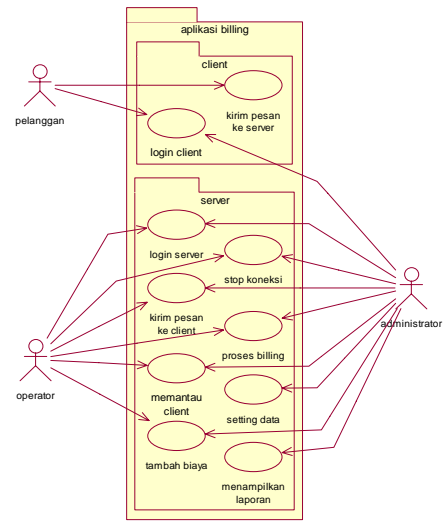 aplikasi billing
client
kirim pesan
ke server
pelanggan
login client
server
login server
stop koneksi
kirim pesan
ke client
administrator
proses billing
operator
memantau
client
setting data
tambah biaya
menampilkan
laporan